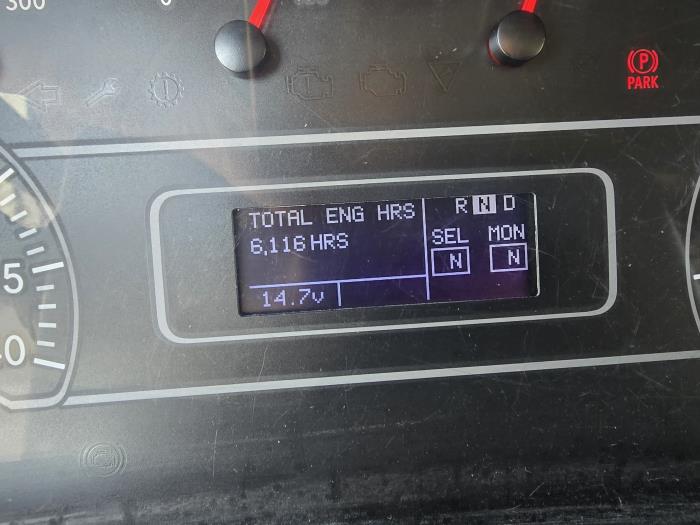 300
P
PARK
TOTAL ENG HRS
6,116 HRS
R N D
SEL MON
N N
14.7v
5
0